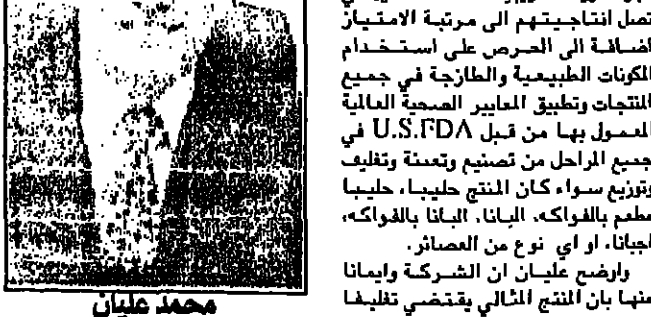 تصل انتاجيتهم الى مرتبة الامتياز
اضافة الى الحرص على استخدام
المكونات الطبيعية والطازجة في جميع
المنتجات وتطبيق المعايير الصحية العالمية
المعمول بها من قبل U.S.FDA في
جميع المراحل من تصنيع وتعبئة وتغليف
وتوزيع سواء كان المنتج حليبا، حليبا
مطعم بالفواكه، البانا، البانا بالفواكه،
اجبانا، او اي نوع من العصائر.
واوضح عليان ان الشركة وايمانا
منها بان المنتج المثالي يقتضي تغليفا
محمد عليان